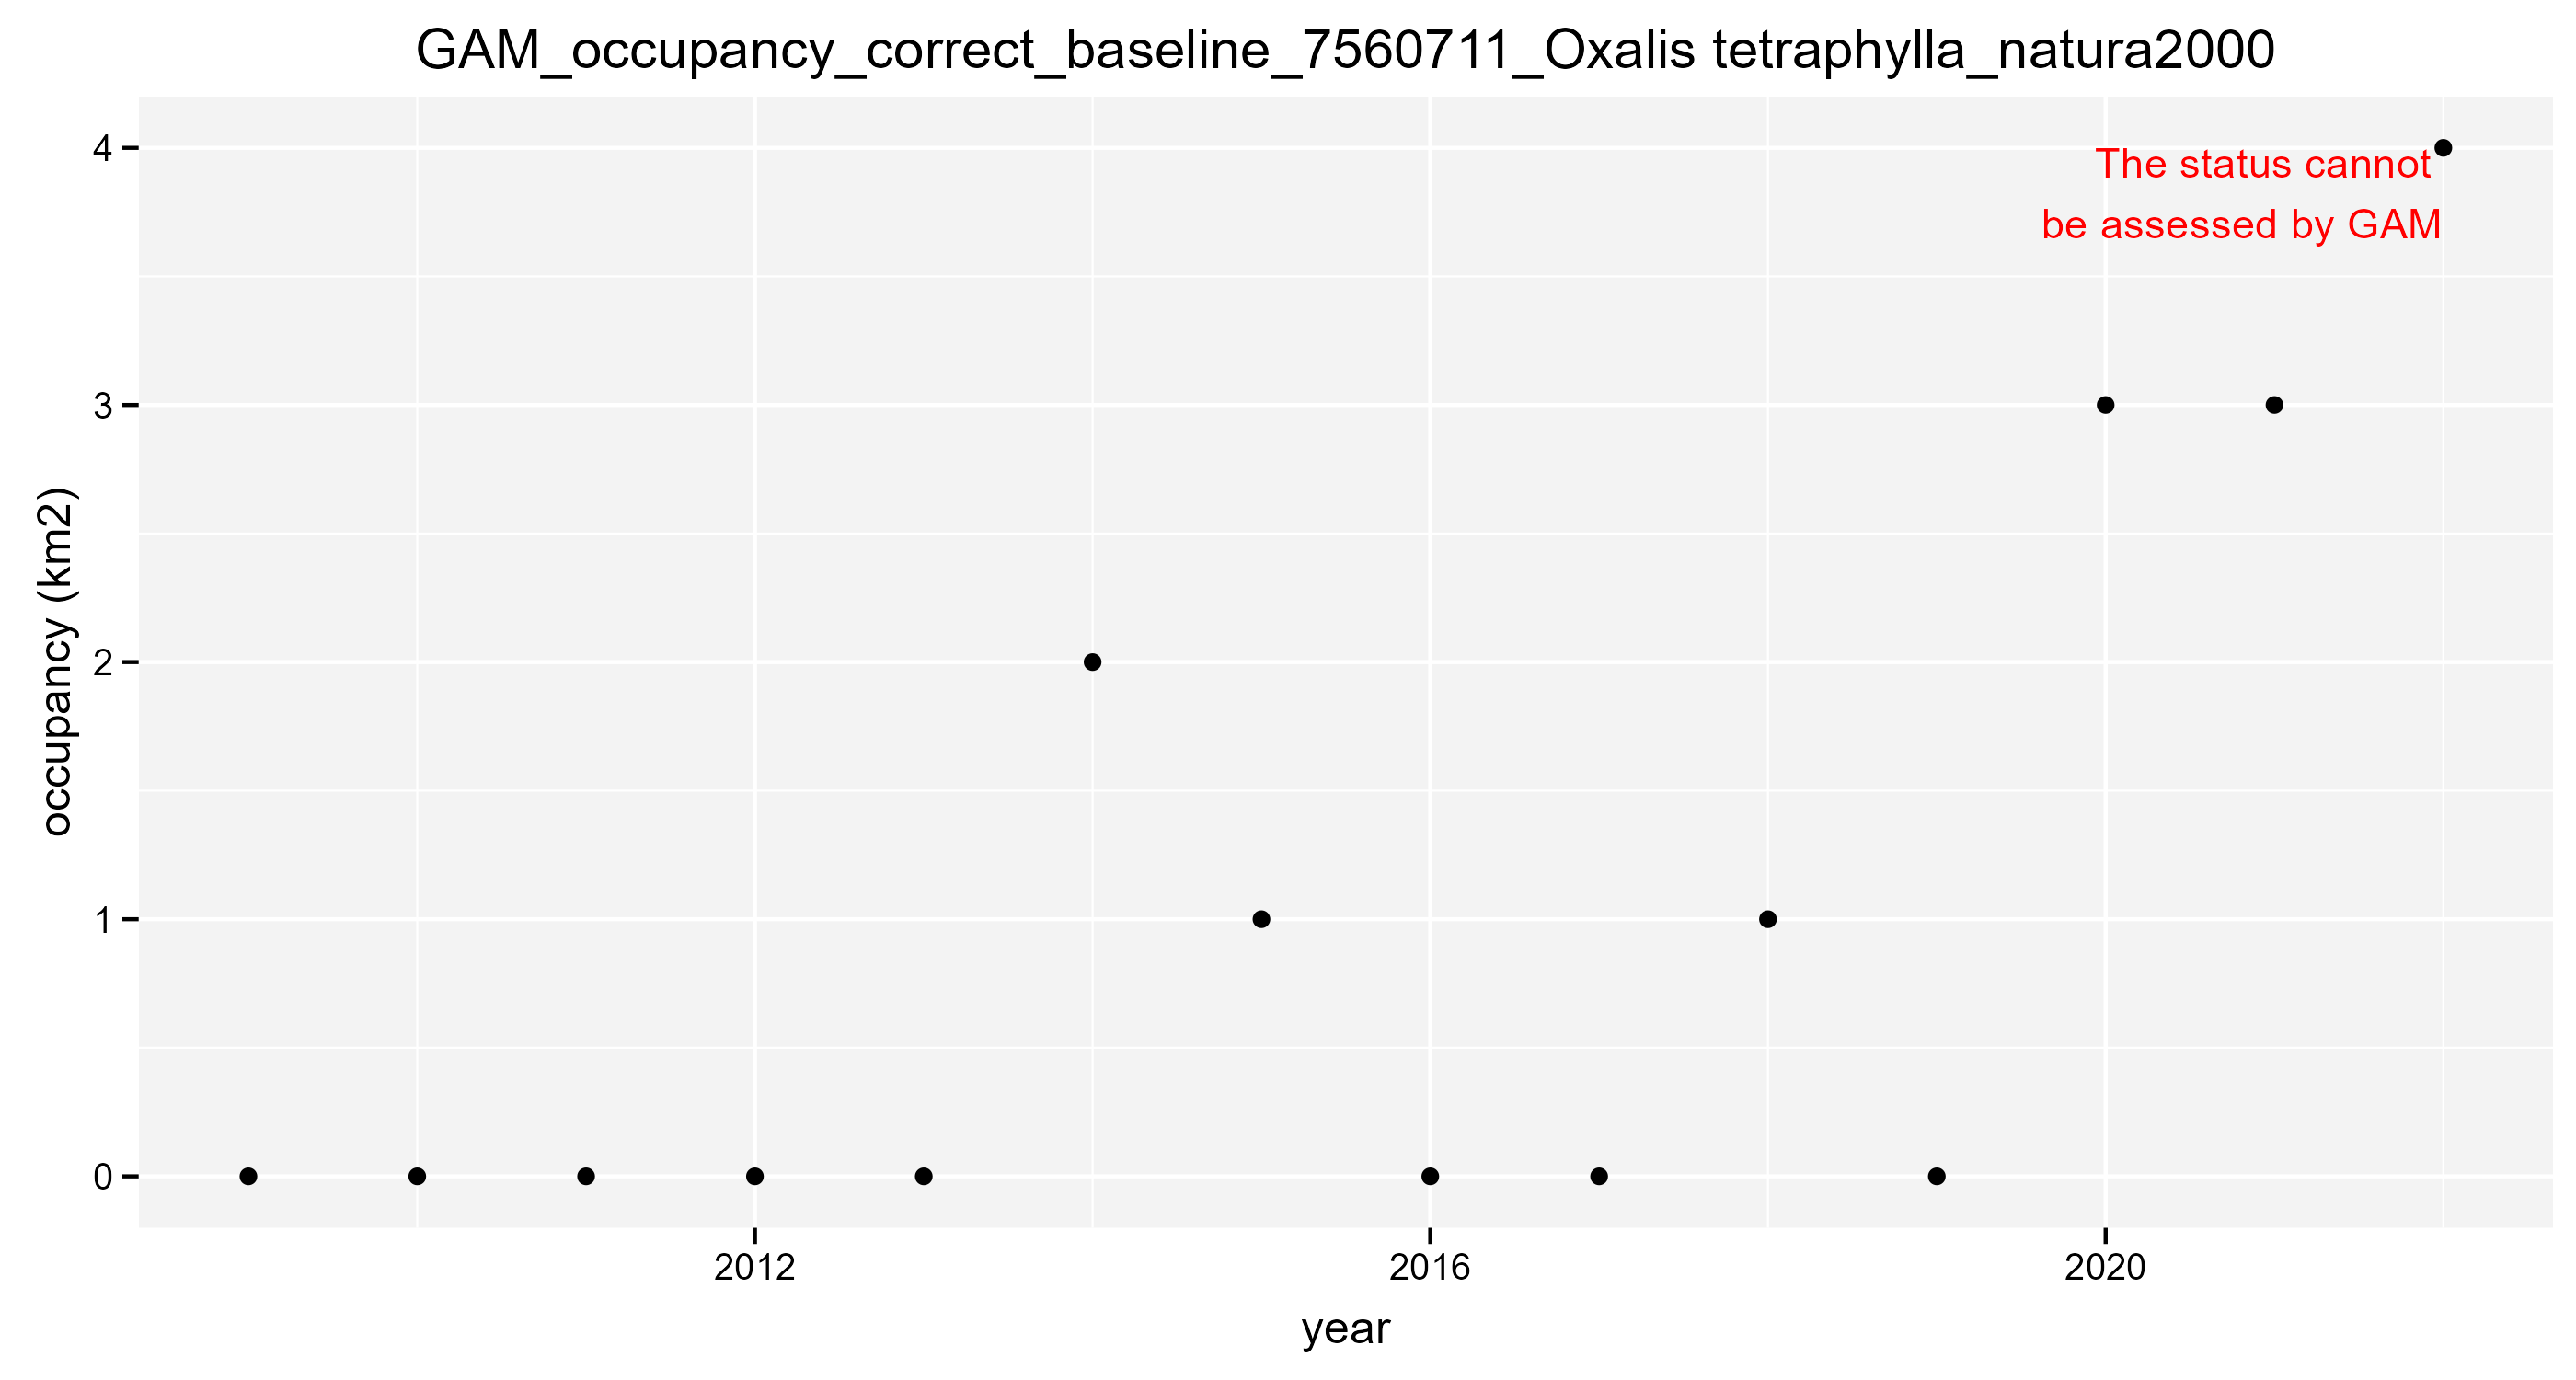 GAM_occupancy_correct_baseline_7560711_Oxalis tetraphylla_natura2000
The status cannot
be assessed by GAM
4
3
2
1
0
occupancy (km2)
2012
2016
2020
year